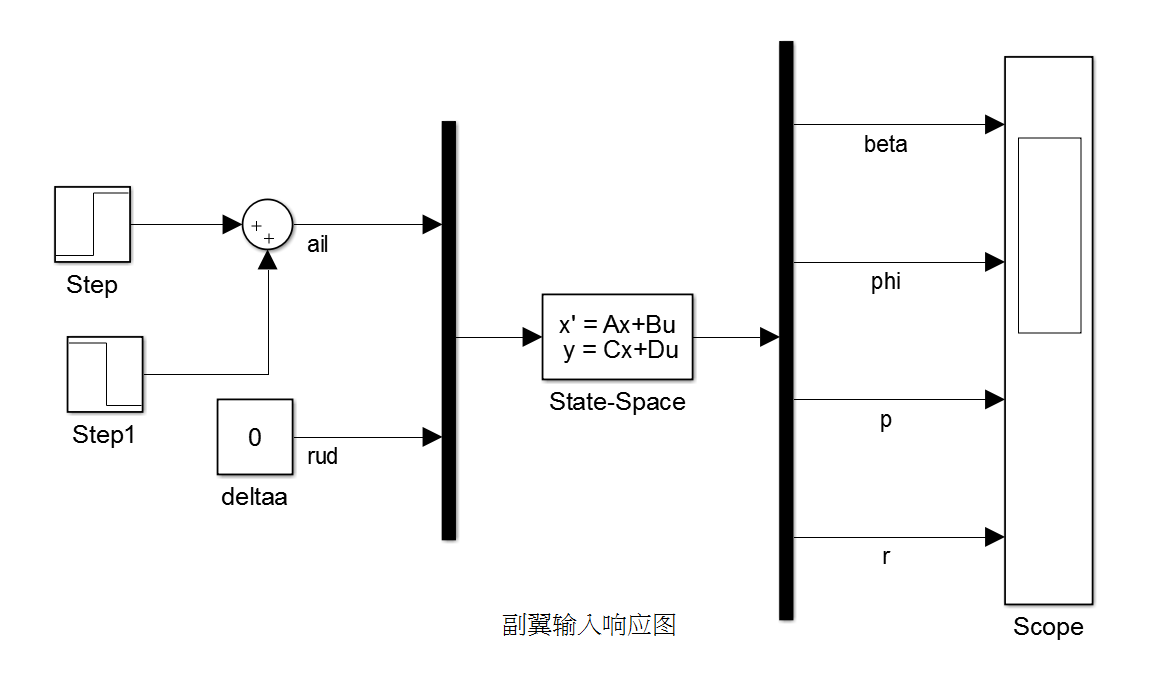 beta
+
+
ail
Step
phi
x' = Ax+Bu
y = Cx+Du
State-Space
p
Step1
0
rud
deltaa
r
副翼输入响应图
Scope